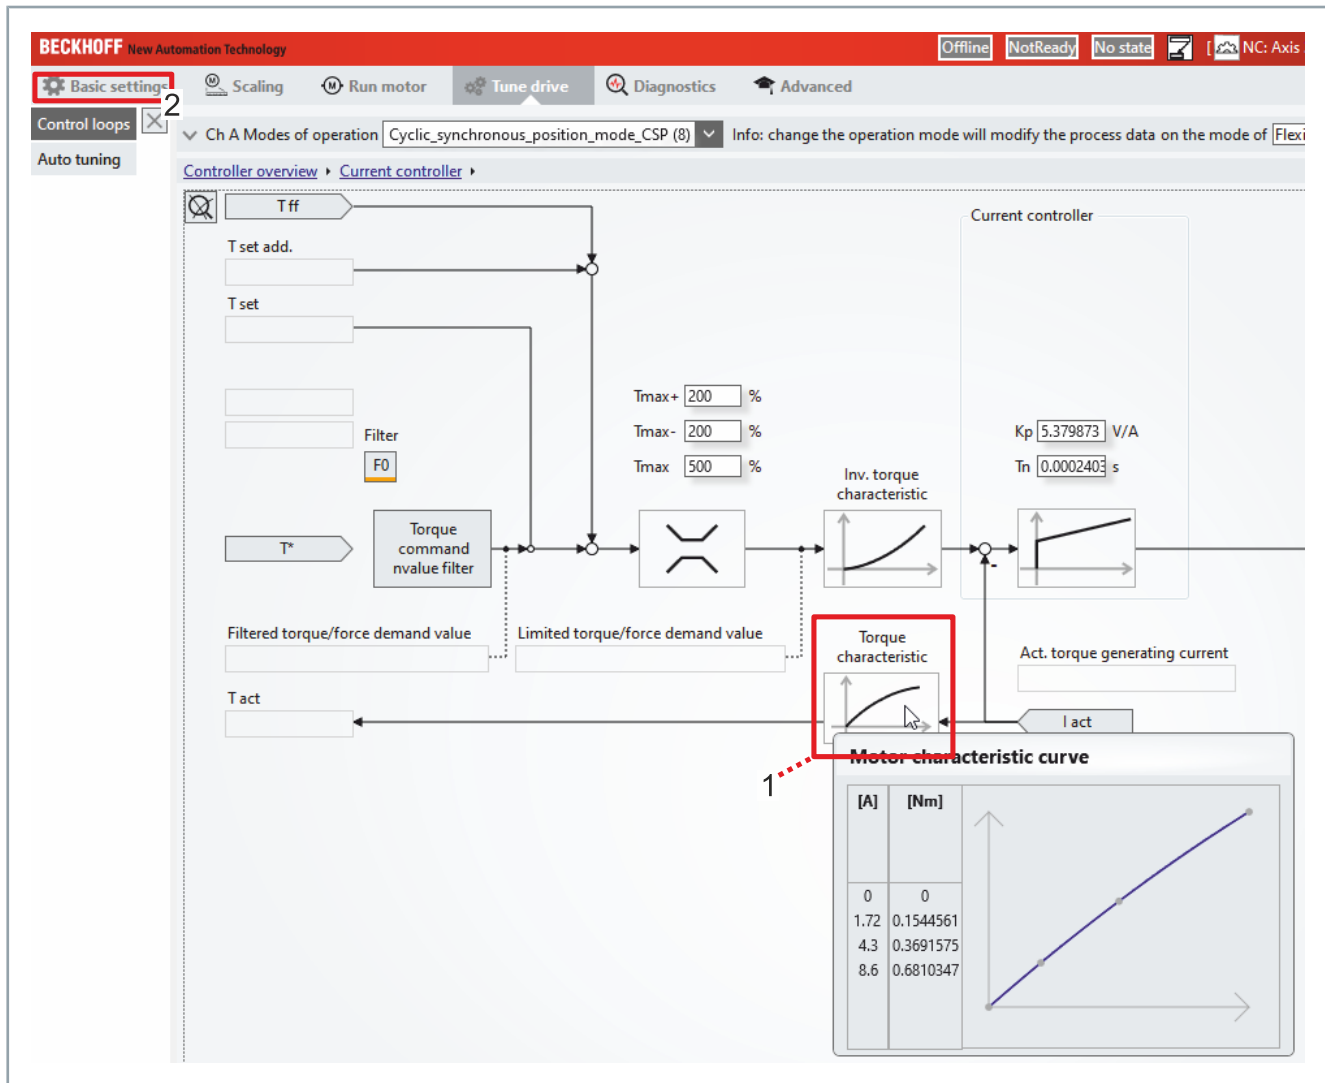 BECKHOFF New Automation Technology
Offline NotReady No state [ NC: Axis
Basic settings Scaling Run motor Tune drive Diagnostics Advanced
2
Control loops
Auto tuning
Ch A Modes of operation Cyclic_synchronous_position_mode_CSP (8) Info: change the operation mode will modify the process data on the mode of Flexi
Controller overview Current controller
T ff
Current controller
T set add.
T set
Tmax+ 200 %
Tmax- 200 %
Tmax 500 %
Filter
F0
Kp 5.379873 V/A
Tn 0.0002403 s
Inv. torque
characteristic
T*
Torque
command
nvalue filter
-
Filtered torque/force demand value
Limited torque/force demand value
Torque
characteristic
Act. torque generating current
T act
I act
1
Motor characteristic curve
[A] [Nm]
0 0
1.72 0.1544561
4.3 0.3691575
8.6 0.6810347